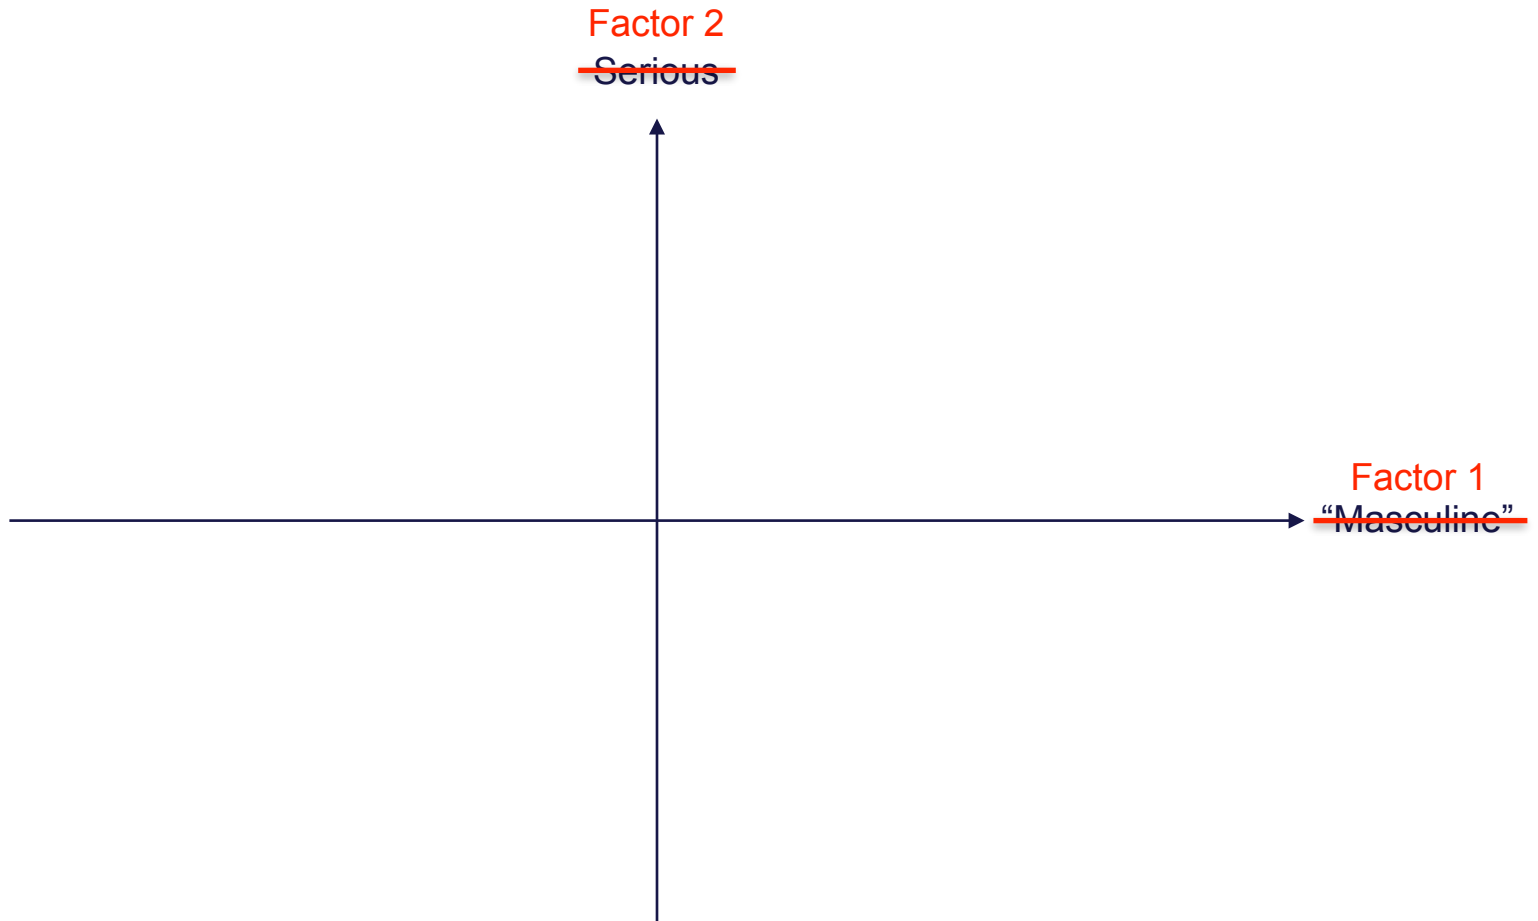 Factor 2
Serious
Factor 1
“Masculine”